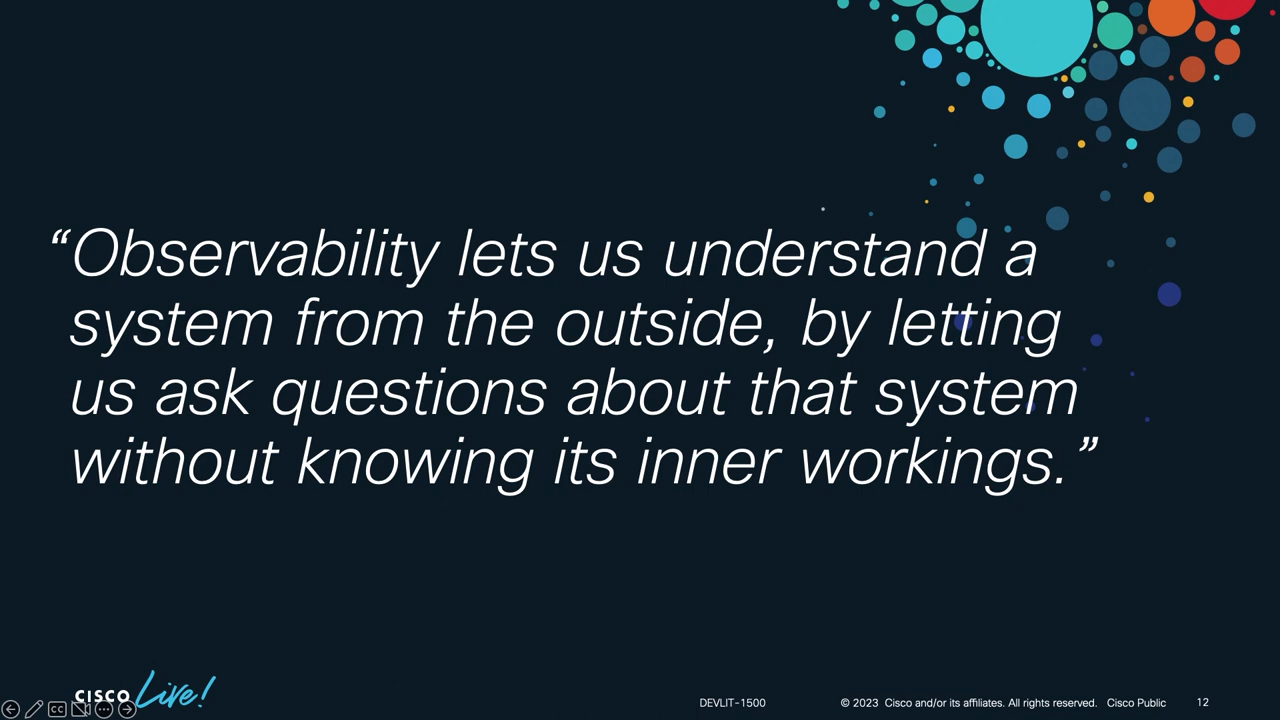 “Observability lets us understand a
system from the outside, by letting
us ask questions about that system
without knowing its inner workings.”
CISCO Live!
CC
DEVLIT-1500
© 2023 Cisco and/or its affiliates. All rights reserved. Cisco Public
12